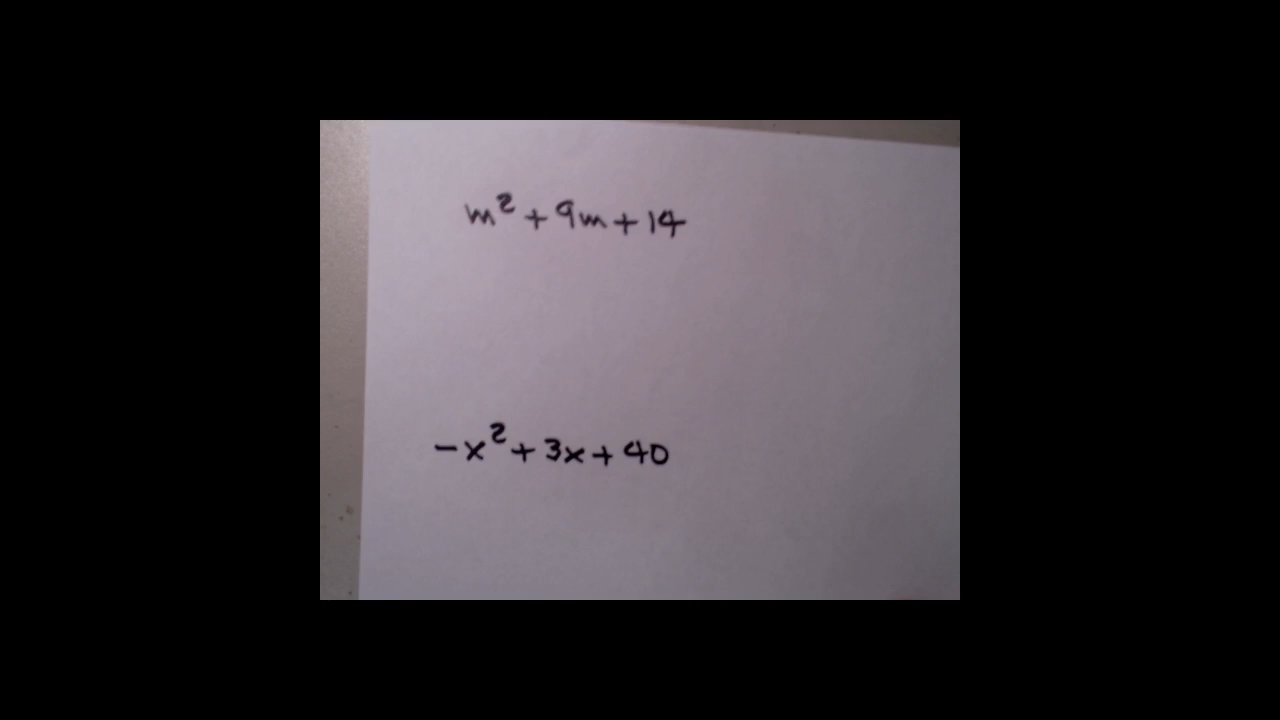 m² + 9m + 14
-x² + 3x + 40